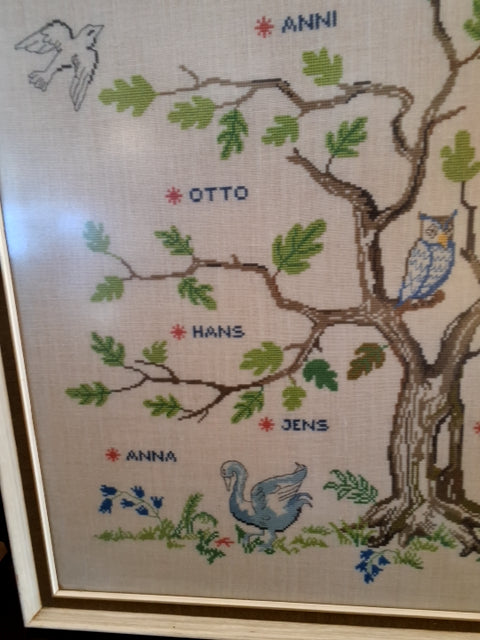 * ANNI
* OTTO
* HANS
* JENS
* ANNA